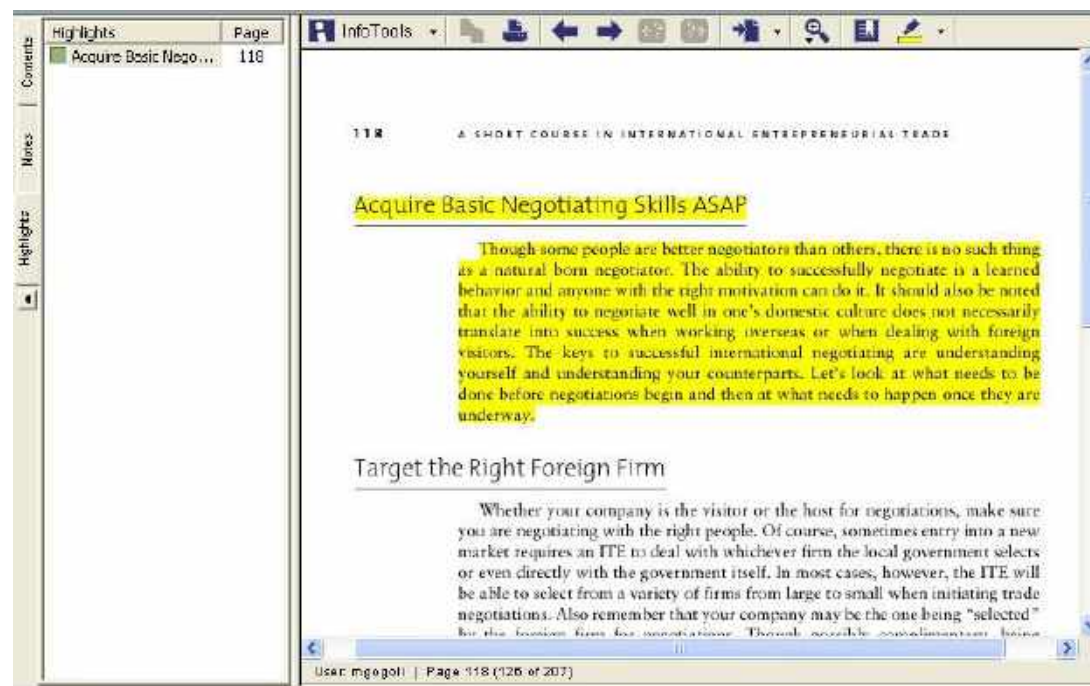 Highlights Page
Acquire Basic Nego... 118
Contents
Notes
Highlights
InfoTools
118 A SHORT COURSE IN INTERNATIONAL ENTREPRENEURIAL TRADE
Acquire Basic Negotiating Skills ASAP
Though some people are better negotiators than others, there is no such thing
as a natural born negotiator. The ability to successfully negotiate is a learned
behavior and anyone with the right motivation can do it. It should also be noted
that the ability to negotiate well in one's domestic culture does not necessarily
translate into success when working overseas or when dealing with foreign
visitors. The keys to successful international negotiating are understanding
yourself and understanding your counterparts. Let's look at what needs to be
done before negotiations begin and then at what needs to happen once they are
underway.
Target the Right Foreign Firm
Whether your company is the visitor or the host for negotiations, make sure
you are negotiating with the right people. Of course, sometimes entry into a new
market requires an ITE to deal with whichever firm the local government selects
or even directly with the government itself. In most cases, however, the ITE will
be able to select from a variety of firms from large to small when initiating trade
negotiations. Also remember that your company may be the one being "selected"
by the foreign firm for negotiations. Though possibly complimentary, being
User: mgogoll | Page 118 (126 of 207)